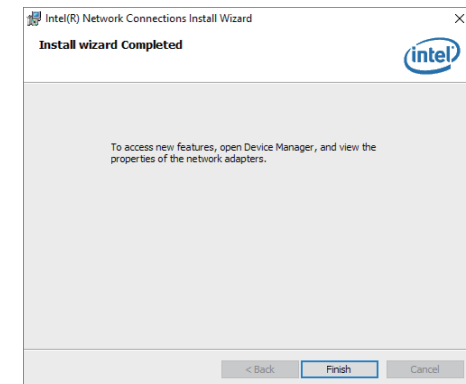 Intel(R) Network Connections Install Wizard
Install wizard Completed
intel
To access new features, open Device Manager, and view the
properties of the network adapters.
< Back
Finish
Cancel